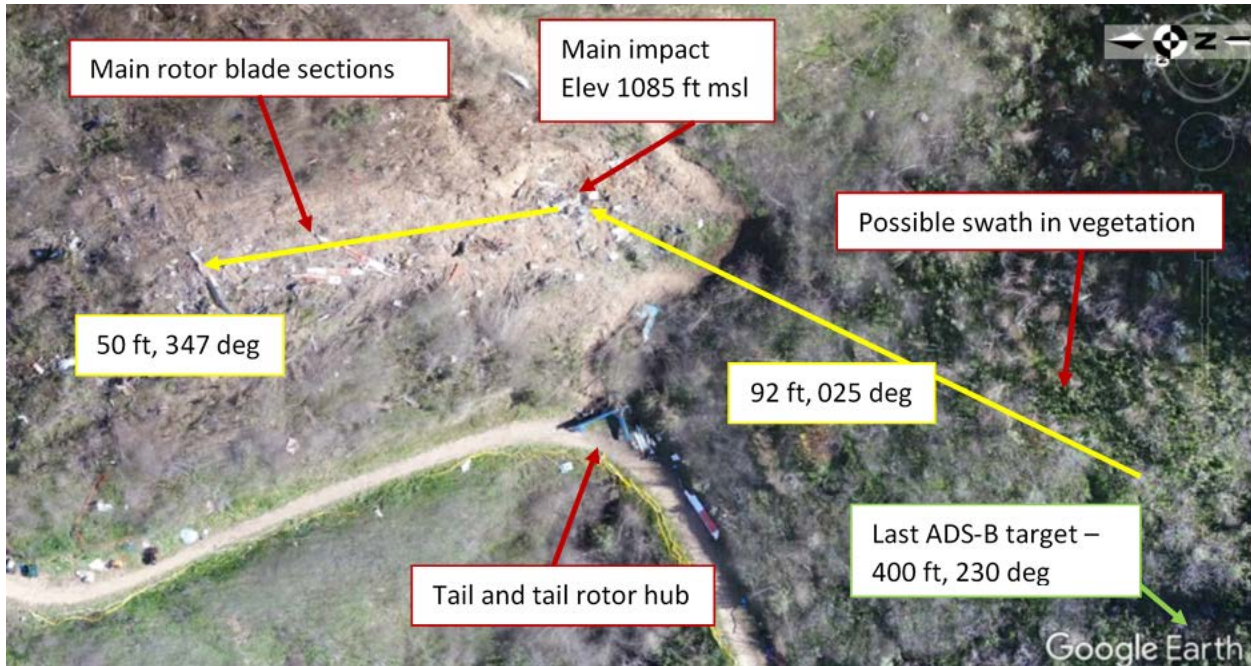 Main rotor blade sections
Main impact
Elev 1085 ft msl
N
Possible swath in vegetation
50 ft, 347 deg
92 ft, 025 deg
Last ADS-B target –
400 ft, 230 deg
Tail and tail rotor hub
Google Earth